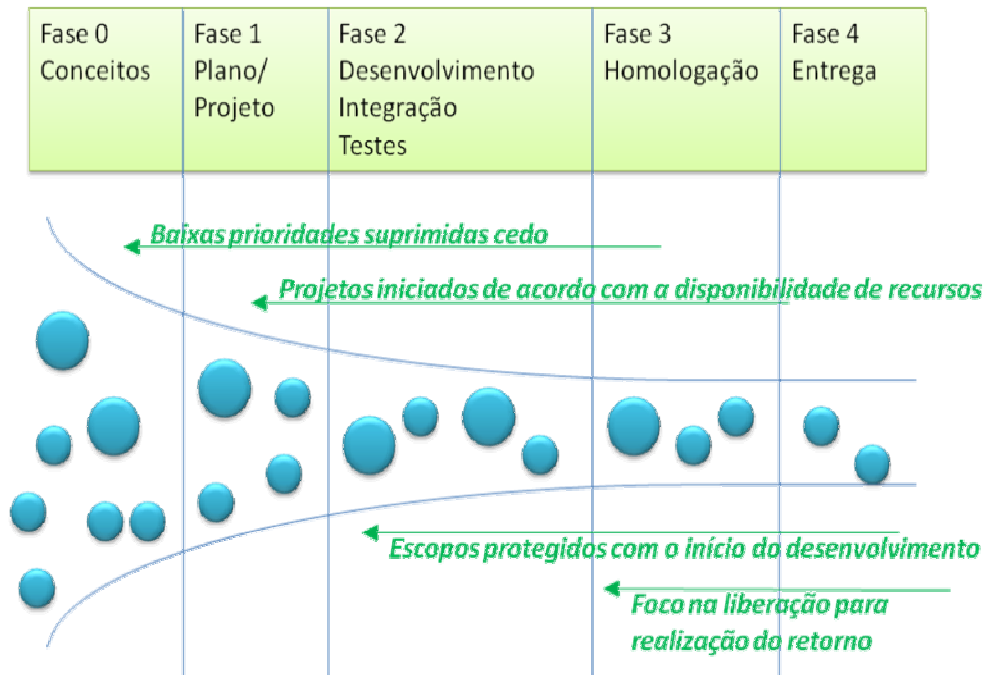 Fase 0
Conceitos
Fase 1
Plano/
Projeto
Fase 2
Desenvolvimento
Integração
Testes
Fase 3
Homologação
Fase 4
Entrega
Baixas prioridades suprimidas cedo
Projetos iniciados de acordo com a disponibilidade de recursos
Escopos protegidos com o início do desenvolvimento
Foco na liberação para
realização do retorno